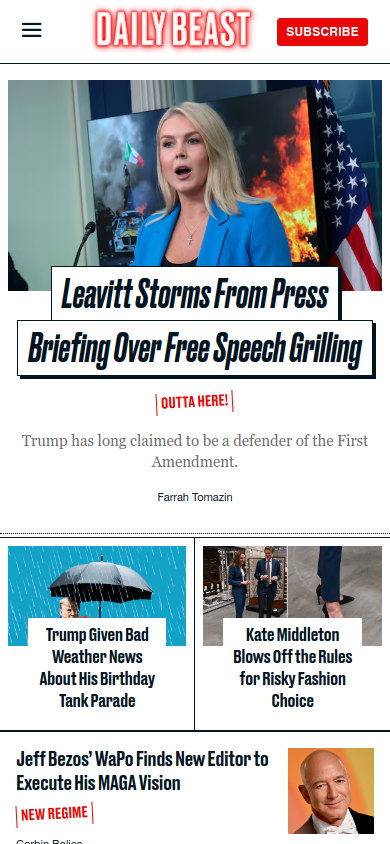 DAILY BEAST
SUBSCRIBE
Leavitt Storms From Press
Briefing Over Free Speech Grilling
OUTTA HERE!
Trump has long claimed to be a defender of the First
Amendment.
Farrah Tomazin
Trump Given Bad
Weather News
About His Birthday
Tank Parade
Kate Middleton
Blows Off the Rules
for Risky Fashion
Choice
Jeff Bezos’ WaPo Finds New Editor to
Execute His MAGA Vision
NEW REGIME
Corbin Bolies